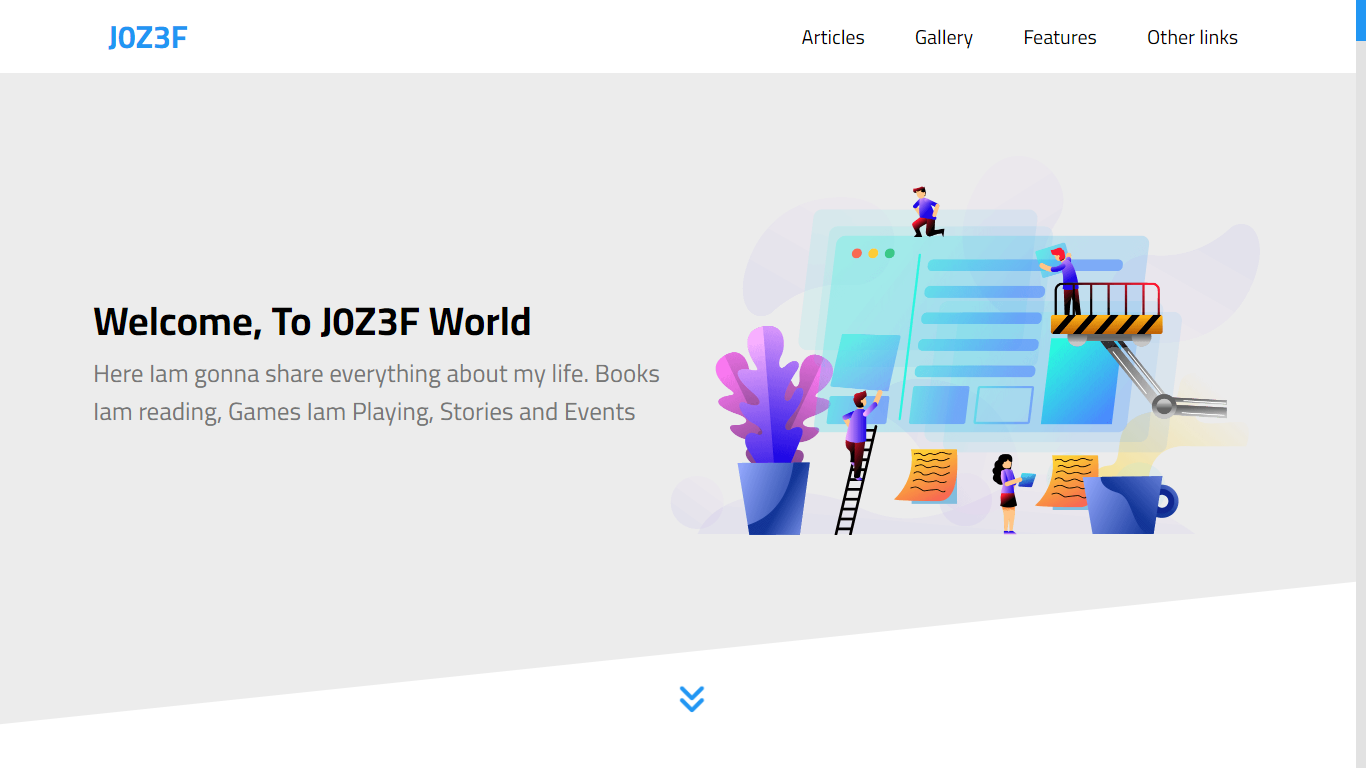 J0Z3F
Articles
Gallery
Features
Other links
Welcome, To J0Z3F World
Here Iam gonna share everything about my life. Books
Iam reading, Games Iam Playing, Stories and Events